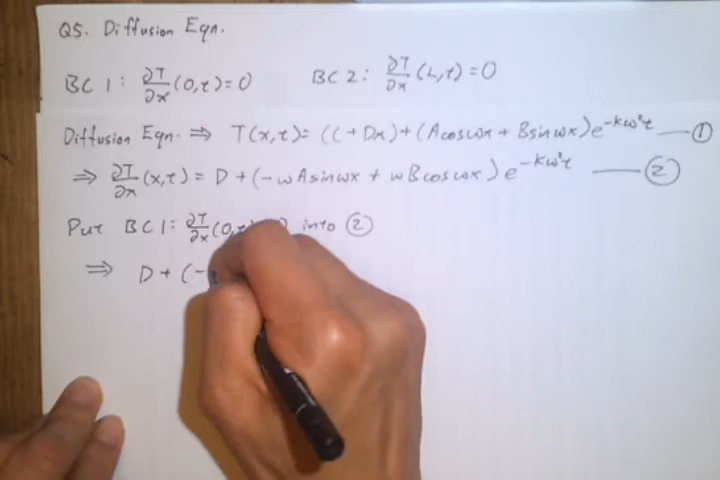 Q5. Diffusion Eqn.
BC 1: ∂T/∂x (0,t)=0 BC 2: ∂T/∂x (L,t)=0
Diffusion Eqn. ⇒ T(x,t)= (C+Dx)+(Acosωx + Bsinωx)e^{-kω²t} — ①
⇒ ∂T/∂x (x,t) = D + (-ωAsinωx + ωBcosωx)e^{-kω²t} — ②
Put BC1: ∂T/∂x (0, into ②
⇒ D + (-